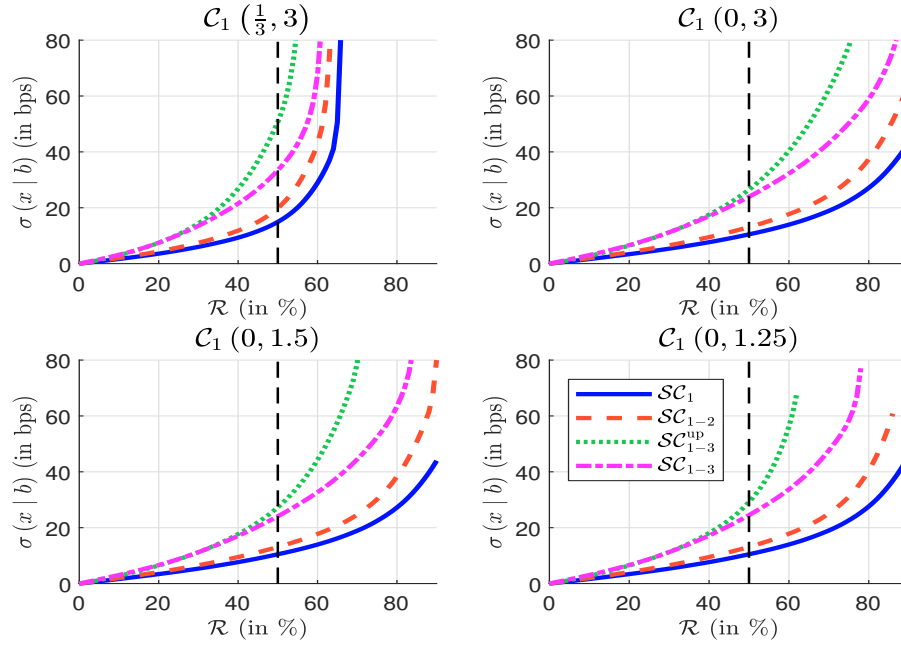 𝒞₁ (⅓, 3)
σ (x | b) (in bps)
80
60
40
20
0
0 20 40 60 80
ℛ (in %)
𝒞₁ (0, 3)
σ (x | b) (in bps)
80
60
40
20
0
0 20 40 60 80
ℛ (in %)
𝒞₁ (0, 1.5)
σ (x | b) (in bps)
80
60
40
20
0
0 20 40 60 80
ℛ (in %)
𝒞₁ (0, 1.25)
σ (x | b) (in bps)
80
60
40
20
0
0 20 40 60 80
ℛ (in %)
𝒮𝒞₁
𝒮𝒞₁₋₂
𝒮𝒞₁₋₃ᵘᵖ
𝒮𝒞₁₋₃